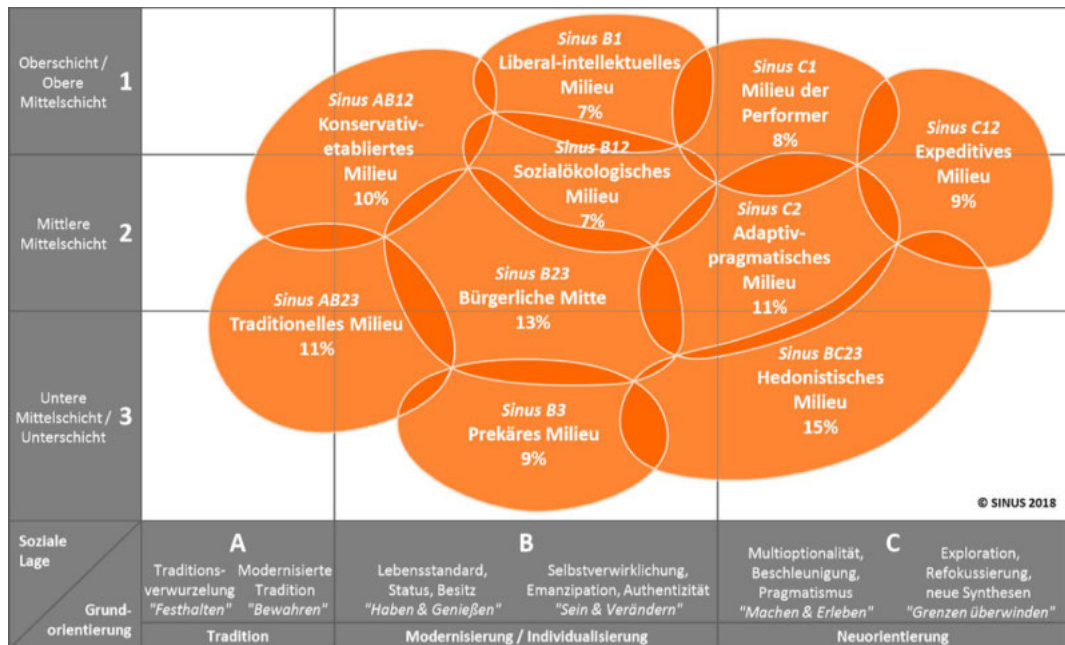 Oberschicht /
Obere
Mittelschicht
1
Mittlere
Mittelschicht
2
Untere
Mittelschicht /
Unterschicht
3
Sinus AB12
Konservativ-
etabliertes
Milieu
10%
Sinus B1
Liberal-intellektuelles
Milieu
7%
Sinus C1
Milieu der
Performer
8%
Sinus C12
Expeditives
Milieu
9%
Sinus B12
Sozialökologisches
Milieu
7%
Sinus C2
Adaptiv-
pragmatisches
Milieu
11%
Sinus AB23
Traditionelles Milieu
11%
Sinus B23
Bürgerliche Mitte
13%
Sinus BC23
Hedonistisches
Milieu
15%
Sinus B3
Prekäres Milieu
9%
© SINUS 2018
Soziale
Lage
Grund-
orientierung
A
Traditions-
verwurzelung
"Festhalten"
Modernisierte
Tradition
"Bewahren"
Tradition
B
Lebensstandard,
Status, Besitz
"Haben & Genießen"
Selbstverwirklichung,
Emanzipation, Authentizität
"Sein & Verändern"
Modernisierung / Individualisierung
C
Multioptionalität,
Beschleunigung,
Pragmatismus
"Machen & Erleben"
Exploration,
Refokussierung,
neue Synthesen
"Grenzen überwinden"
Neuorientierung